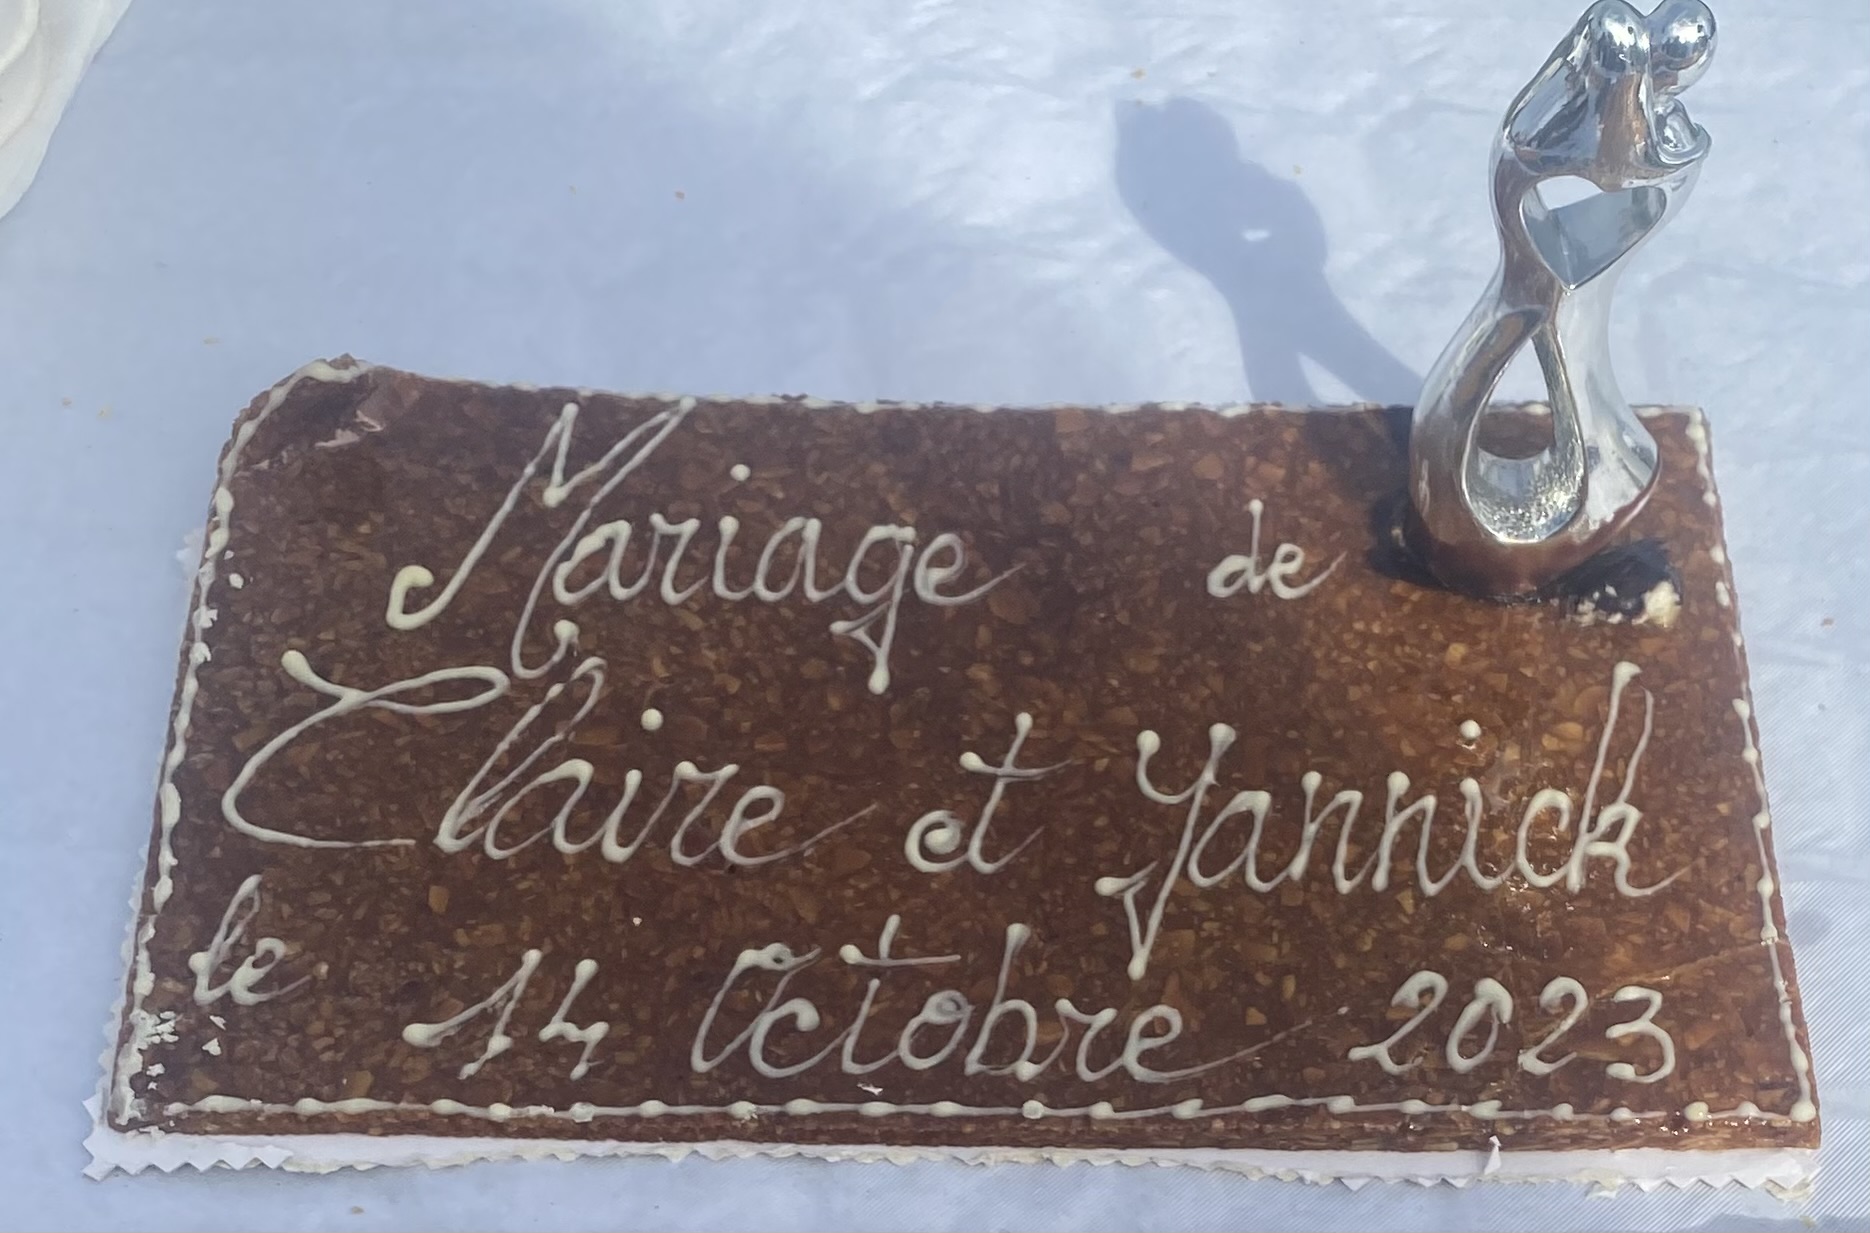 Mariage de
Claire et Yannick
le 14 Octobre 2023